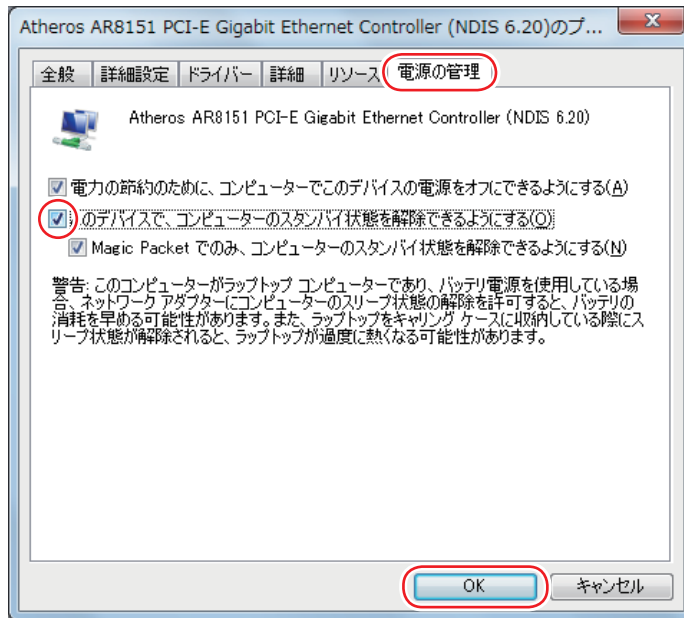 Atheros AR8151 PCI-E Gigabit Ethernet Controller (NDIS 6.20)のプ...
全般 詳細設定 ドライバー 詳細 リソース 電源の管理
Atheros AR8151 PCI-E Gigabit Ethernet Controller (NDIS 6.20)
電力の節約のために、コンピューターでこのデバイスの電源をオフにできるようにする(A)
のデバイスで、コンピューターのスタンバイ状態を解除できるようにする(O)
Magic Packet でのみ、コンピューターのスタンバイ状態を解除できるようにする(N)
警告: このコンピューターがラップトップ コンピューターであり、バッテリ電源を使用している場
合、ネットワーク アダプターにコンピューターのスリープ状態の解除を許可すると、バッテリの
消耗を早める可能性があります。また、ラップトップをキャリング ケースに収納している際にス
リープ状態が解除されると、ラップトップが過度に熱くなる可能性があります。
OK キャンセル